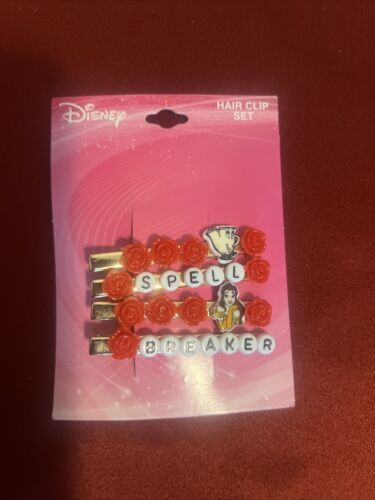 Disney
HAIR CLIP
SET
SPELL
BREAKER